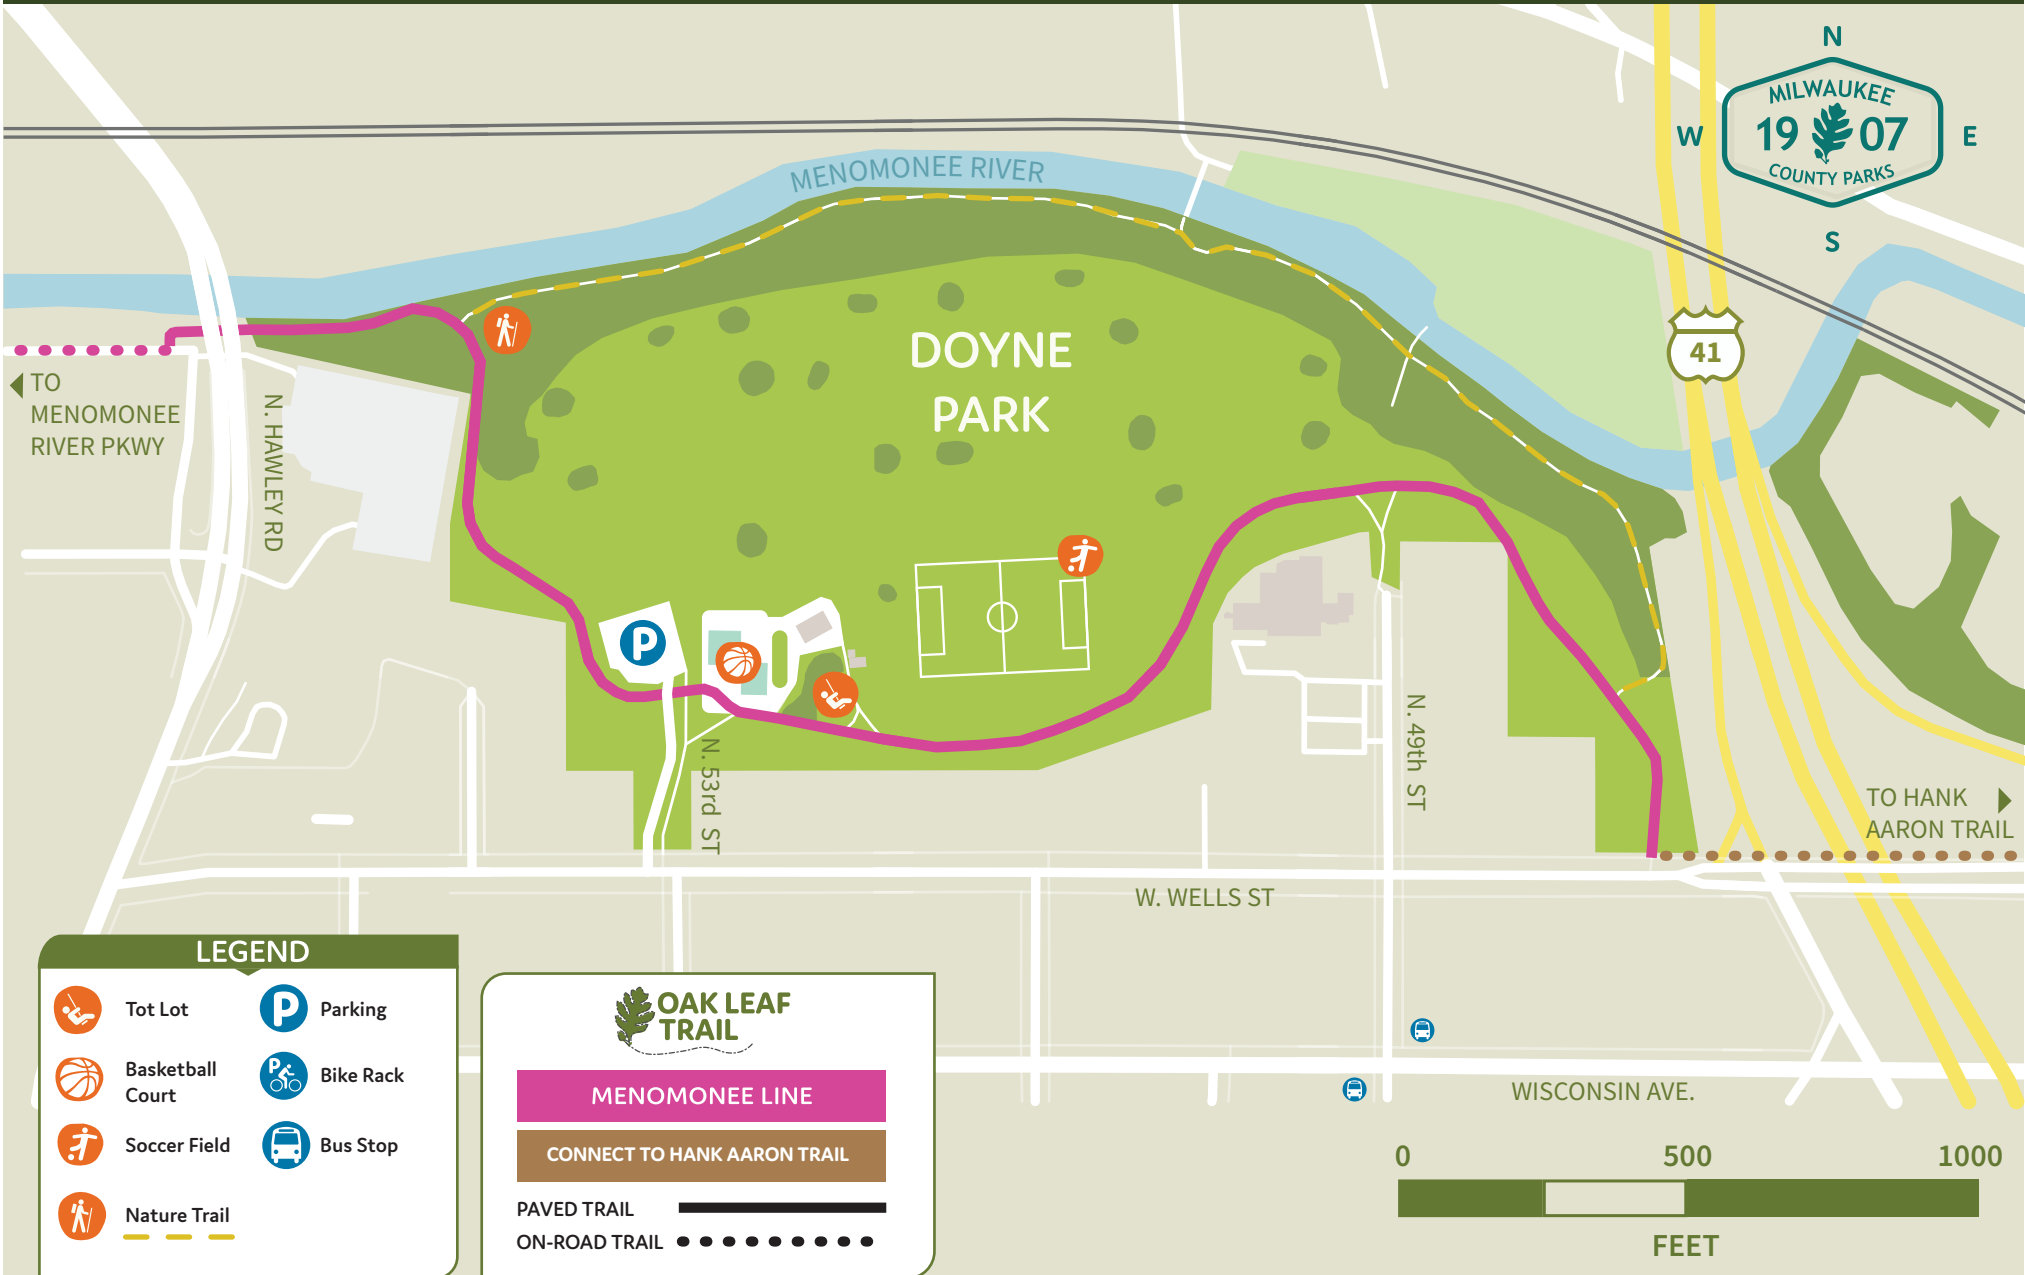 N
MILWAUKEE
W
19 07
E
COUNTY PARKS
S
MENOMONEE RIVER
41
DOYNE
PARK
TO
MENOMONEE
RIVER PKWY
N. HAWLEY RD
P
N. 53rd ST
N. 49th ST
TO HANK
AARON TRAIL
W. WELLS ST
WISCONSIN AVE.
LEGEND
Tot Lot
P
Parking
Basketball
Court
P
Bike Rack
Soccer Field
Bus Stop
Nature Trail
OAK LEAF
TRAIL
MENOMONEE LINE
CONNECT TO HANK AARON TRAIL
PAVED TRAIL
ON-ROAD TRAIL
0 500 1000
FEET